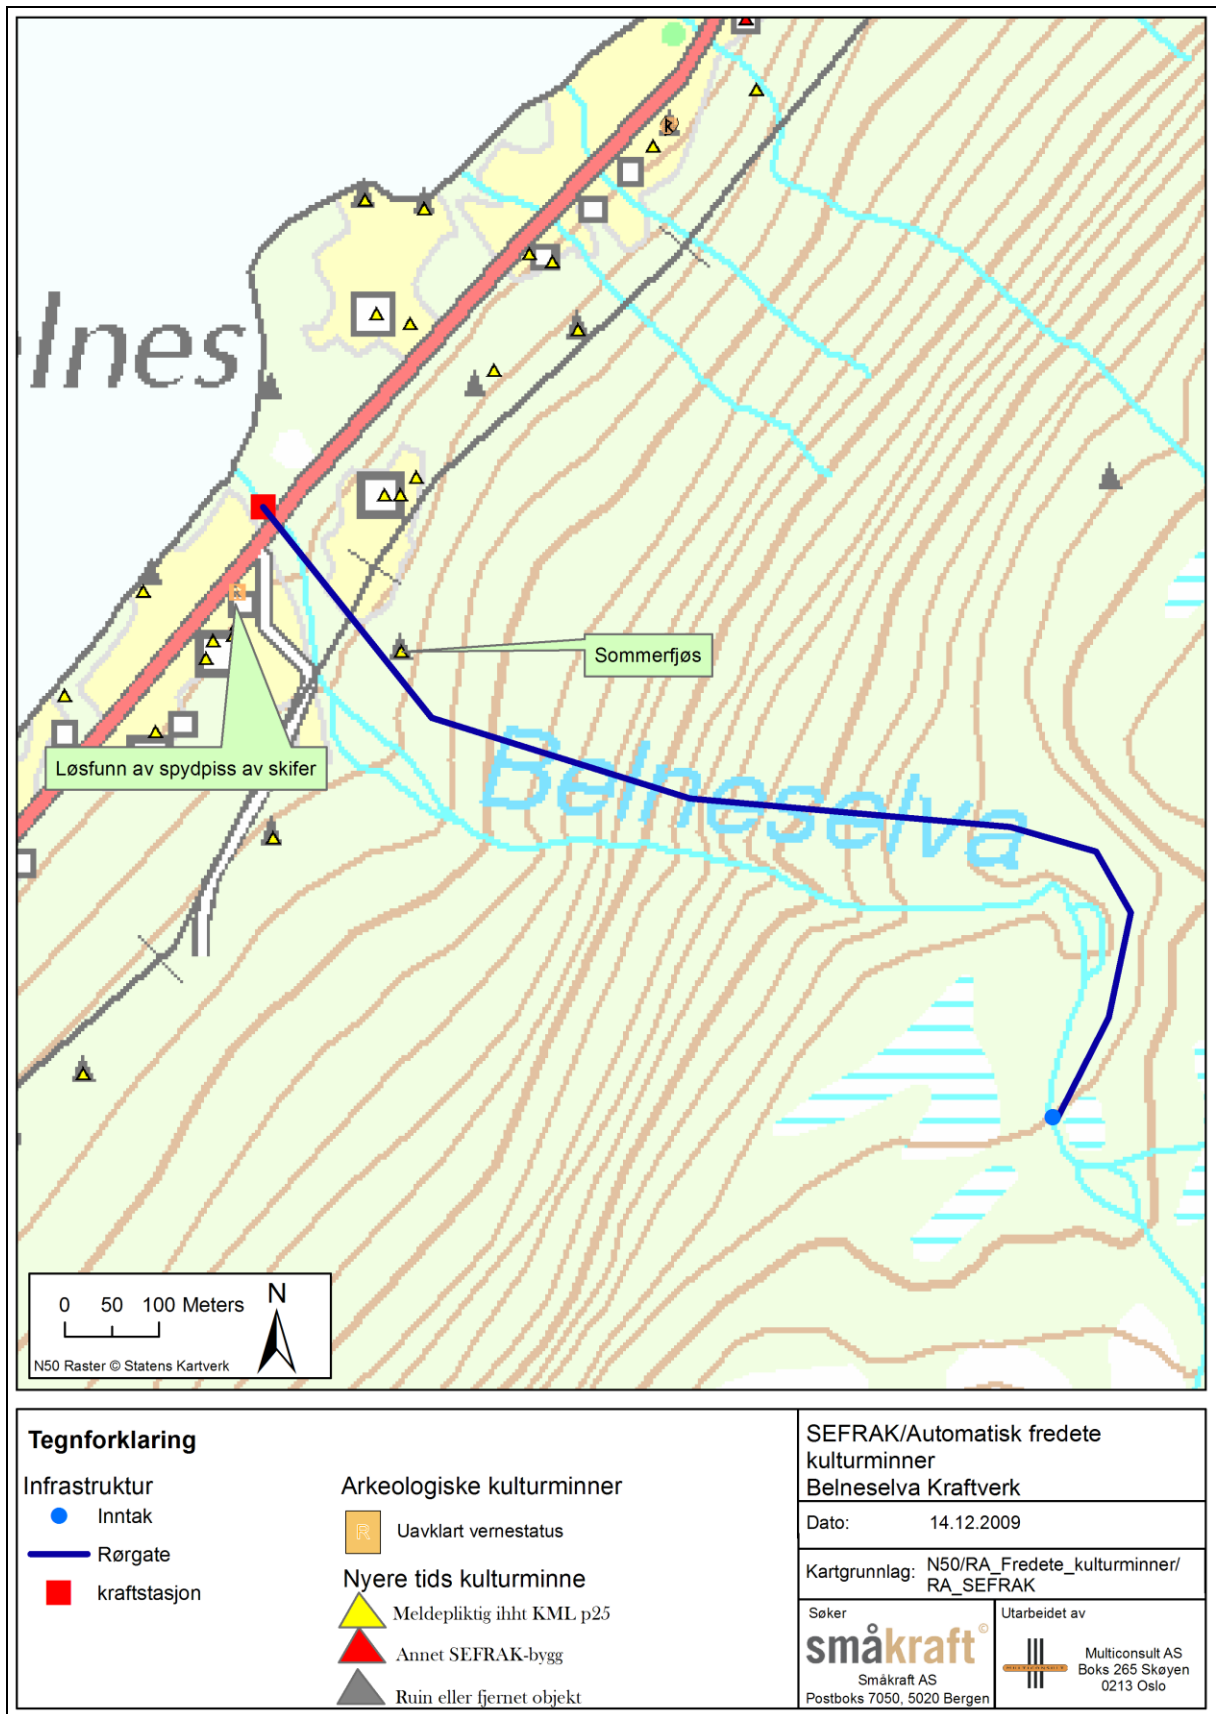 elnes
Sommerfjøs
Løsfunn av spydpiss av skifer
Belneselva
0 50 100 Meters
N
N50 Raster © Statens Kartverk
Tegnforklaring
Infrastruktur
Inntak
Rørgate
kraftstasjon
Arkeologiske kulturminner
R
Uavklart vernestatus
Nyere tids kulturminne
Meldepliktig ihht KML p25
Annet SEFRAK-bygg
Ruin eller fjernet objekt
SEFRAK/Automatisk fredete
kulturminner
Belneselva Kraftverk
Dato: 14.12.2009
Kartgrunnlag: N50/RA_Fredete_kulturminner/
RA_SEFRAK
Søker
småkraft©
Småkraft AS
Postboks 7050, 5020 Bergen
Utarbeidet av
MULTICONSULT
Multiconsult AS
Boks 265 Skøyen
0213 Oslo